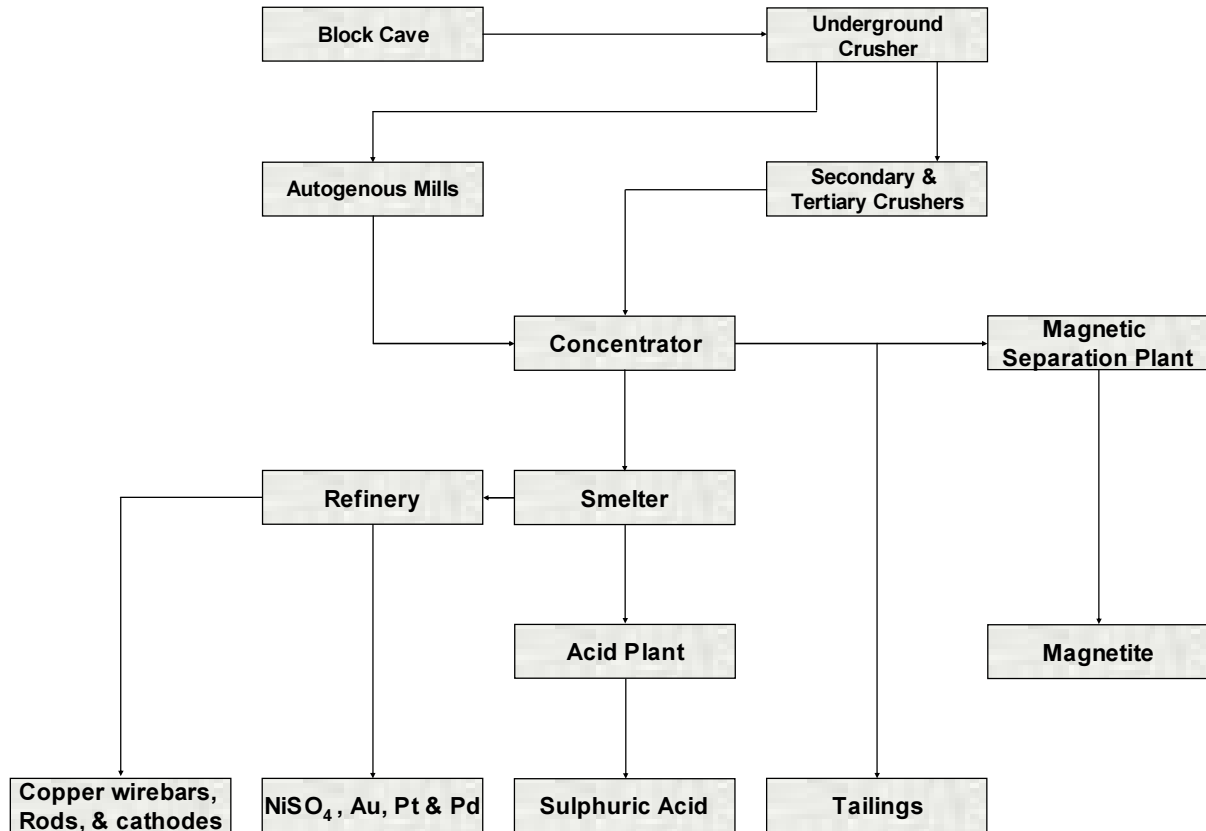 Block Cave
Underground
Crusher
Autogenous Mills
Secondary &
Tertiary Crushers
Concentrator
Magnetic
Separation Plant
Refinery
Smelter
Acid Plant
Magnetite
Copper wirebars,
Rods, & cathodes
NiSO₄ , Au, Pt & Pd
Sulphuric Acid
Tailings